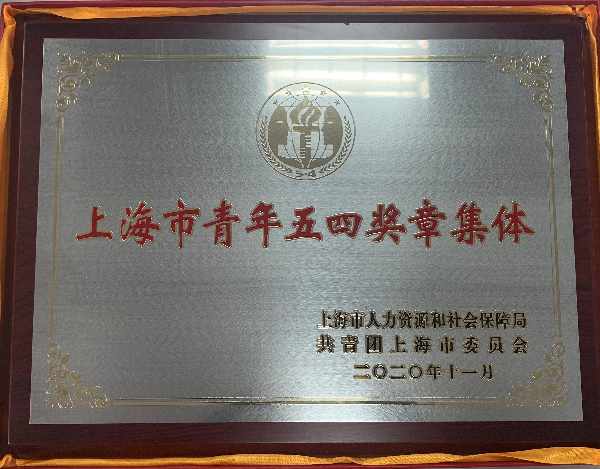 5·4
上海市青年五四奖章集体
上海市人力资源和社会保障局
共青团上海市委员会
二〇二〇年十一月